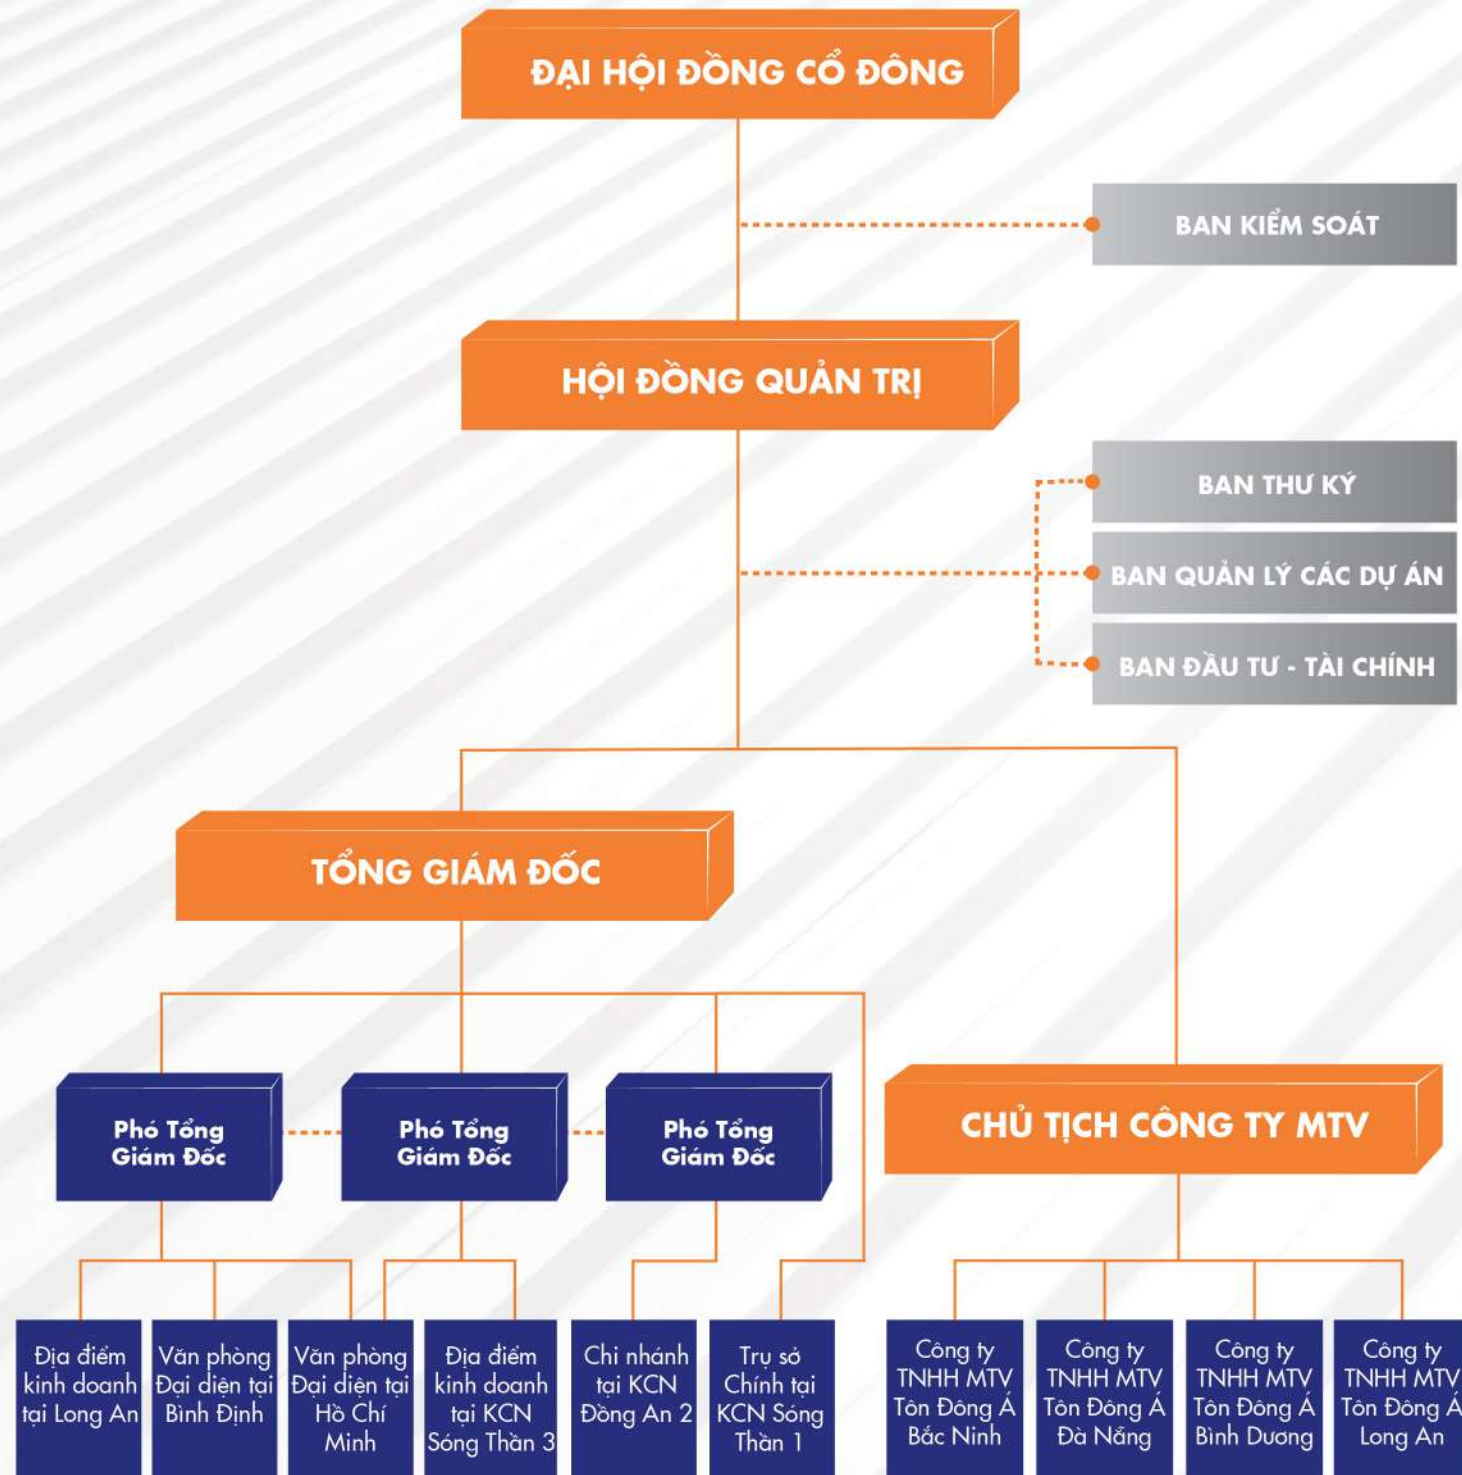 ĐẠI HỘI ĐỒNG CỔ ĐÔNG
BAN KIỂM SOÁT
HỘI ĐỒNG QUẢN TRỊ
BAN THƯ KÝ
BAN QUẢN LÝ CÁC DỰ ÁN
BAN ĐẦU TƯ - TÀI CHÍNH
TỔNG GIÁM ĐỐC
Phó Tổng
Giám Đốc
Phó Tổng
Giám Đốc
Phó Tổng
Giám Đốc
CHỦ TỊCH CÔNG TY MTV
Địa điểm
kinh doanh
tại Long An
Văn phòng
Đại diện tại
Bình Định
Văn phòng
Đại diện tại
Hồ Chí
Minh
Địa điểm
kinh doanh
tại KCN
Sóng Thần 3
Chi nhánh
tại KCN
Đồng An 2
Trụ sở
Chính tại
KCN Sóng
Thần 1
Công ty
TNHH MTV
Tôn Đông Á
Bắc Ninh
Công ty
TNHH MTV
Tôn Đông Á
Đà Nẵng
Công ty
TNHH MTV
Tôn Đông Á
Bình Dương
Công ty
TNHH MTV
Tôn Đông Á
Long An